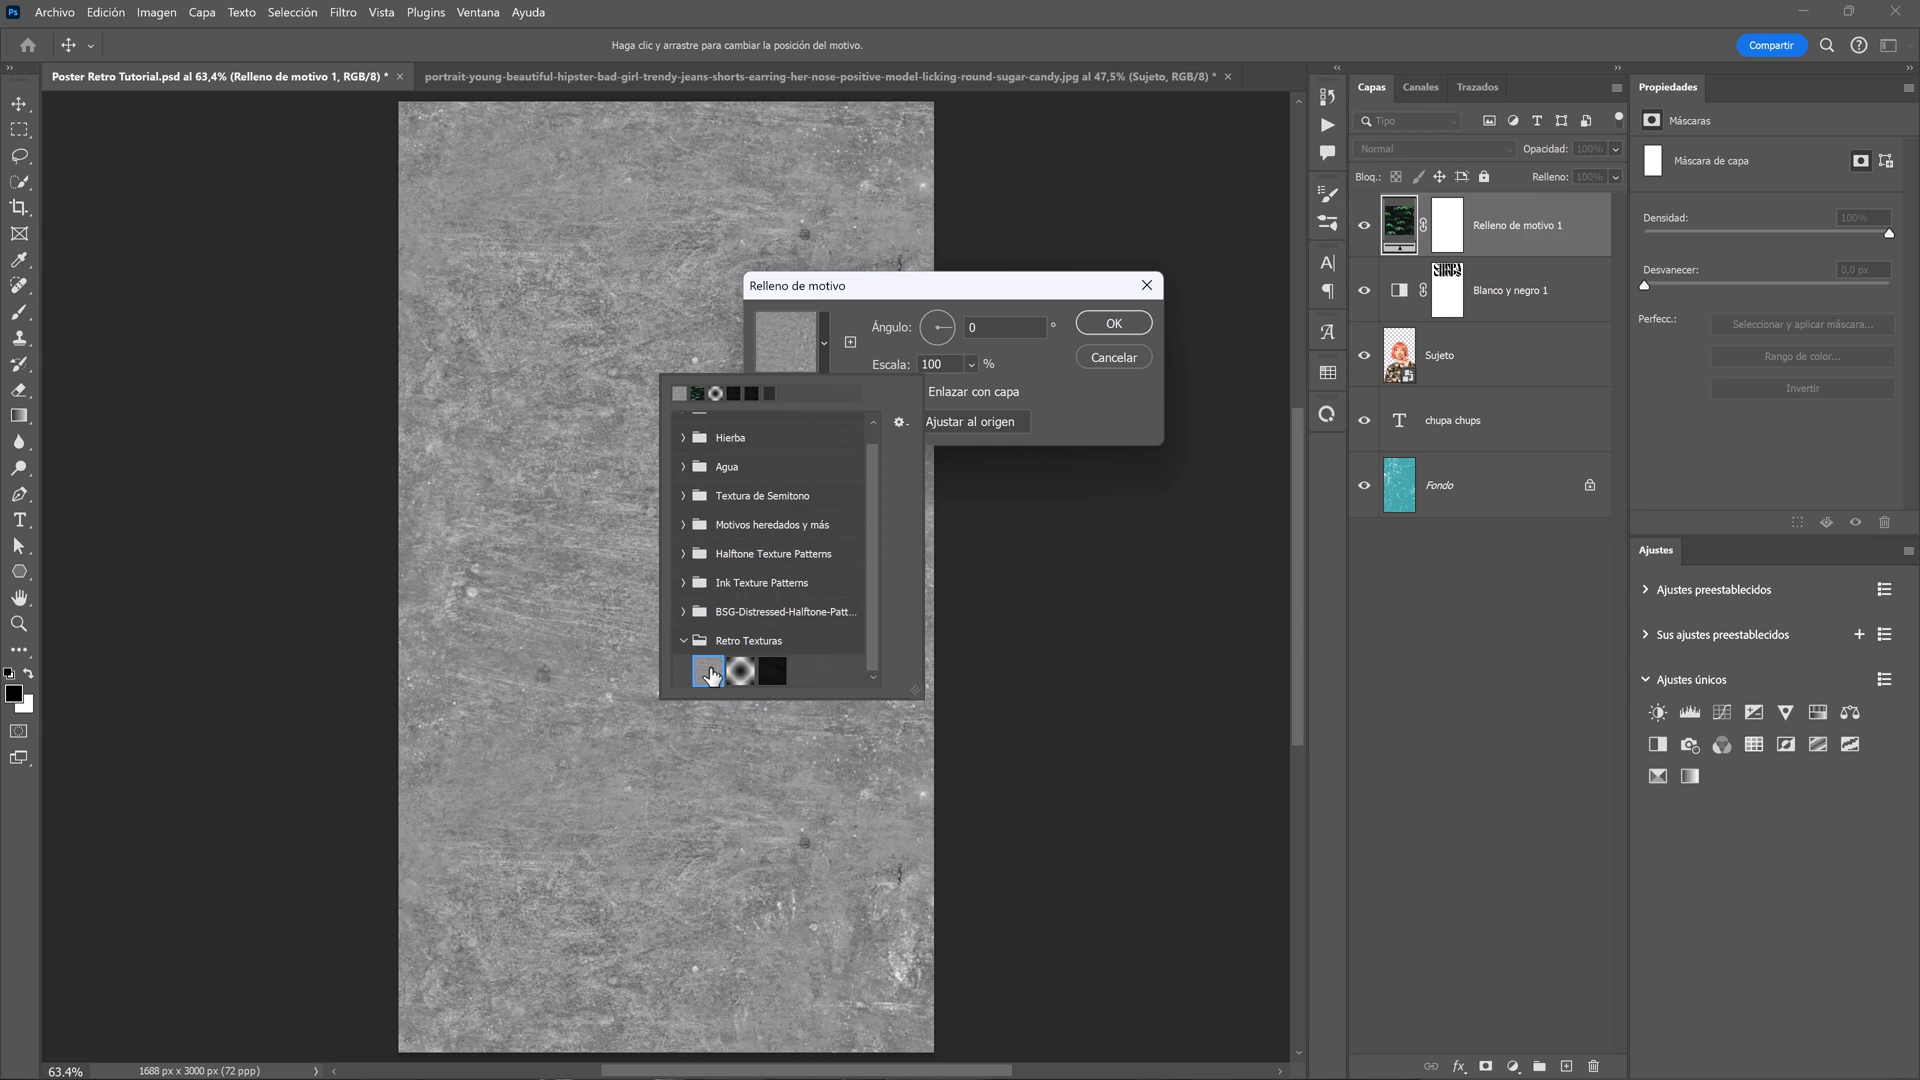 Ps Archivo Edición Imagen Capa Texto Selección Filtro Vista Plugins Ventana Ayuda
Haga clic y arrastre para cambiar la posición del motivo.
Compartir
Poster Retro Tutorial.psd al 63,4% (Relleno de motivo 1, RGB/8) *
portrait-young-beautiful-hipster-bad-girl-trendy-jeans-shorts-earring-her-nose-positive-model-licking-round-sugar-candy.jpg al 47,5% (Sujeto, RGB/8) *
Relleno de motivo
Ángulo: 0 °
OK
Escala: 100 %
Cancelar
Enlazar con capa
Ajustar al origen
Hierba
Agua
Textura de Semitono
Motivos heredados y más
Halftone Texture Patterns
Ink Texture Patterns
BSG-Distressed-Halftone-Patt...
Retro Texturas
Capas Canales Trazados
Tipo
Normal Opacidad: 100%
Bloq.: Relleno: 100%
Relleno de motivo 1
Blanco y negro 1
Sujeto
chupa chups
Fondo
Propiedades
Máscaras
Máscara de capa
Densidad: 100%
Desvanecer: 0,0 px
Perfecc.: Seleccionar y aplicar máscara...
Rango de color...
Invertir
Ajustes
Ajustes preestablecidos
Sus ajustes preestablecidos
Ajustes únicos
63.4% 1688 px x 3000 px (72 ppp)